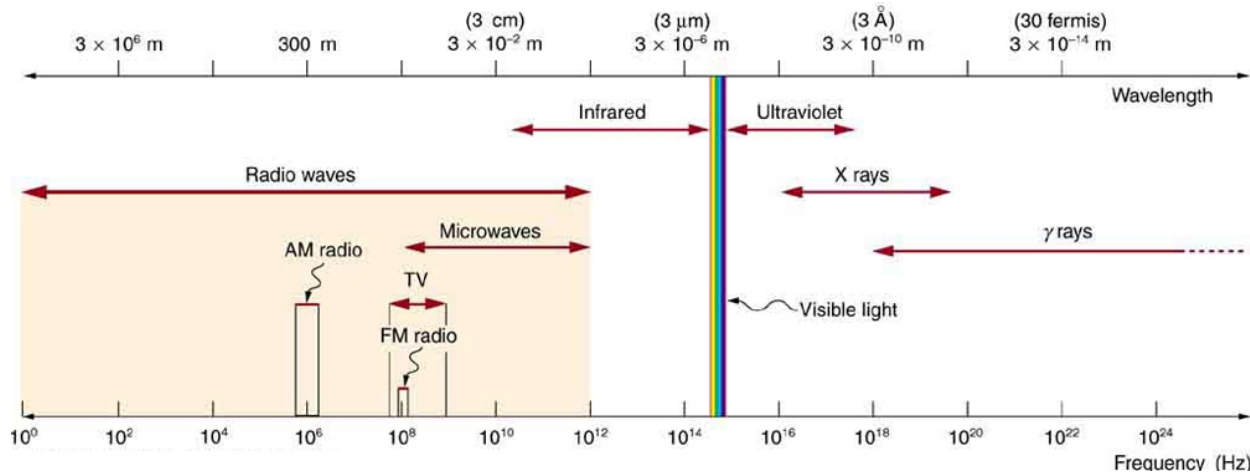 (3 cm) (3 μm) (3 Å) (30 fermis)
3 × 10⁶ m 300 m 3 × 10⁻² m 3 × 10⁻⁶ m 3 × 10⁻¹⁰ m 3 × 10⁻¹⁴ m
Wavelength
Infrared Ultraviolet
Radio waves X rays
Microwaves γ rays
AM radio
TV
Visible light
FM radio
10⁰ 10² 10⁴ 10⁶ 10⁸ 10¹⁰ 10¹² 10¹⁴ 10¹⁶ 10¹⁸ 10²⁰ 10²² 10²⁴
Frequency (Hz)